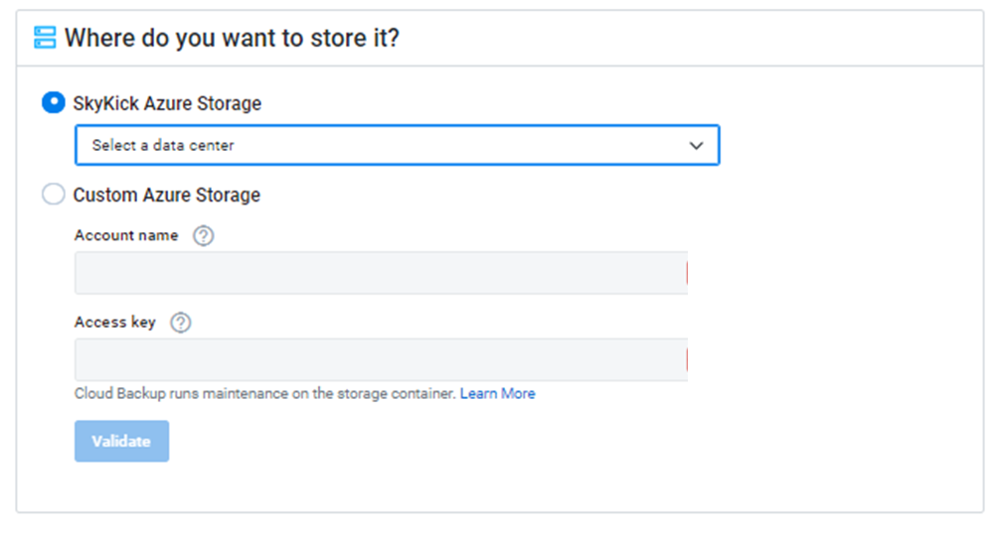 Where do you want to store it?
SkyKick Azure Storage
Select a data center
Custom Azure Storage
Account name ?
Access key ?
Cloud Backup runs maintenance on the storage container. Learn More
Validate